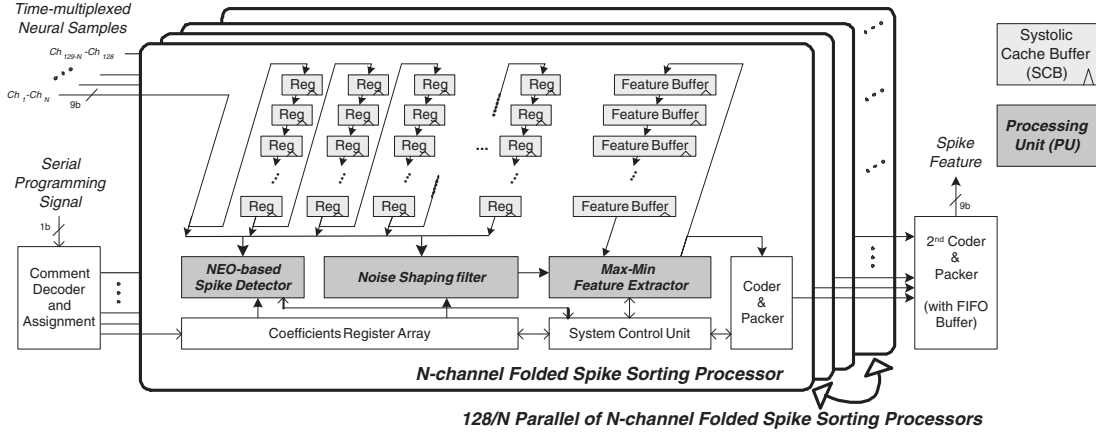 Time-multiplexed
Neural Samples
Ch129-N-Ch128
Ch1-ChN
9b
Serial
Programming
Signal
1b
Comment
Decoder
and
Assignment
Reg Reg Reg Reg Feature Buffer
Reg Reg Reg Reg Feature Buffer
Reg Reg Reg ... Reg Feature Buffer
Reg Reg Reg Reg Feature Buffer
NEO-based
Spike Detector
Noise Shaping filter
Max-Min
Feature Extractor
Coder
&
Packer
Coefficients Register Array
System Control Unit
N-channel Folded Spike Sorting Processor
128/N Parallel of N-channel Folded Spike Sorting Processors
Spike
Feature
9b
2nd Coder
&
Packer
(with FIFO
Buffer)
Systolic
Cache Buffer
(SCB)
Processing
Unit (PU)